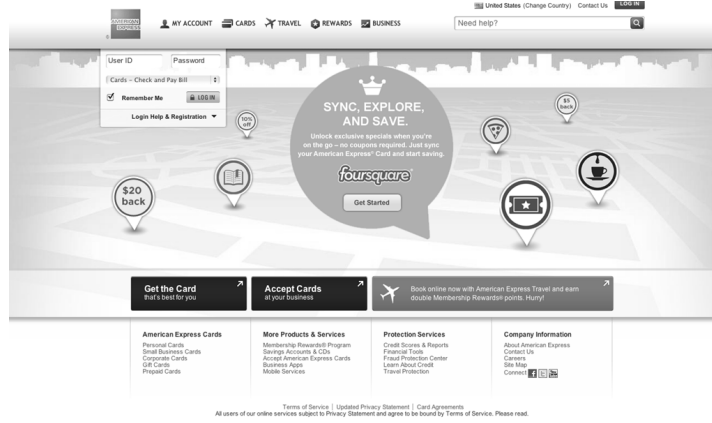 United States (Change Country) Contact Us LOG IN
AMERICAN EXPRESS
MY ACCOUNT CARDS TRAVEL REWARDS BUSINESS
Need help?
User ID Password
Cards – Check and Pay Bill
Remember Me LOG IN
Login Help & Registration
10% off
$5 back
$20 back
SYNC, EXPLORE,
AND SAVE.
Unlock exclusive specials when you're
on the go – no coupons required. Just sync
your American Express® Card and start saving.
foursquare
Get Started
Get the Card
that's best for you
Accept Cards
at your business
Book online now with American Express Travel and earn
double Membership Rewards® points. Hurry!
American Express Cards
Personal Cards
Small Business Cards
Corporate Cards
Gift Cards
Prepaid Cards
More Products & Services
Membership Rewards® Program
Savings Accounts & CDs
Accept American Express Cards
Business Apps
Mobile Services
Protection Services
Credit Scores & Reports
Financial Tools
Fraud Protection Center
Learn About Credit
Travel Protection
Company Information
About American Express
Contact Us
Careers
Site Map
Connect
Terms of Service | Updated Privacy Statement | Card Agreements
All users of our online services subject to Privacy Statement and agree to be bound by Terms of Service. Please read.